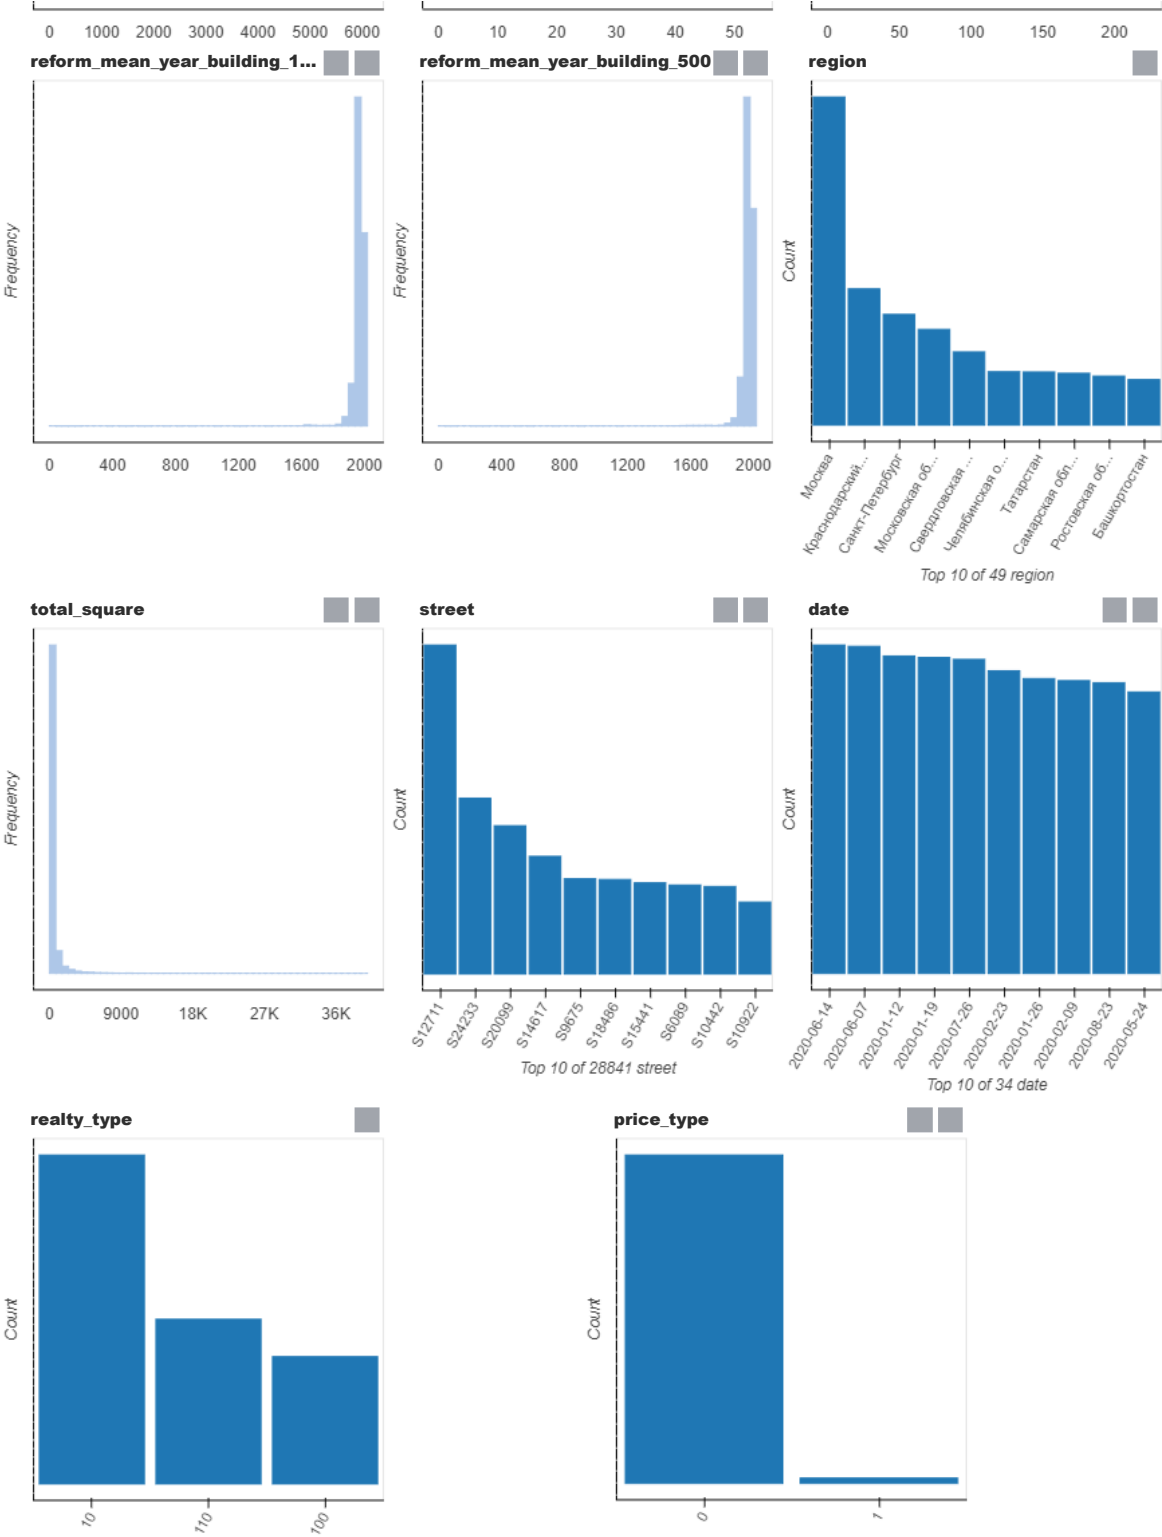 0 1000 2000 3000 4000 5000 6000
0 10 20 30 40 50
0 50 100 150 200
reform_mean_year_building_1...
reform_mean_year_building_500
region
Frequency
Frequency
Count
0 400 800 1200 1600 2000
0 400 800 1200 1600 2000
Москва
Краснодарский...
Санкт-Петербург
Московская об...
Свердловская ...
Челябинская о...
Татарстан
Самарская обл...
Ростовская об...
Башкортостан
Top 10 of 49 region
total_square
street
date
Frequency
Count
Count
0 9000 18K 27K 36K
S12711
S24233
S20099
S14617
S9675
S18486
S15441
S6089
S10442
S10922
Top 10 of 28841 street
2020-06-14
2020-06-07
2020-01-12
2020-01-19
2020-07-26
2020-02-23
2020-01-26
2020-02-09
2020-08-23
2020-05-24
Top 10 of 34 date
realty_type
price_type
Count
Count
10
110
100
0
1